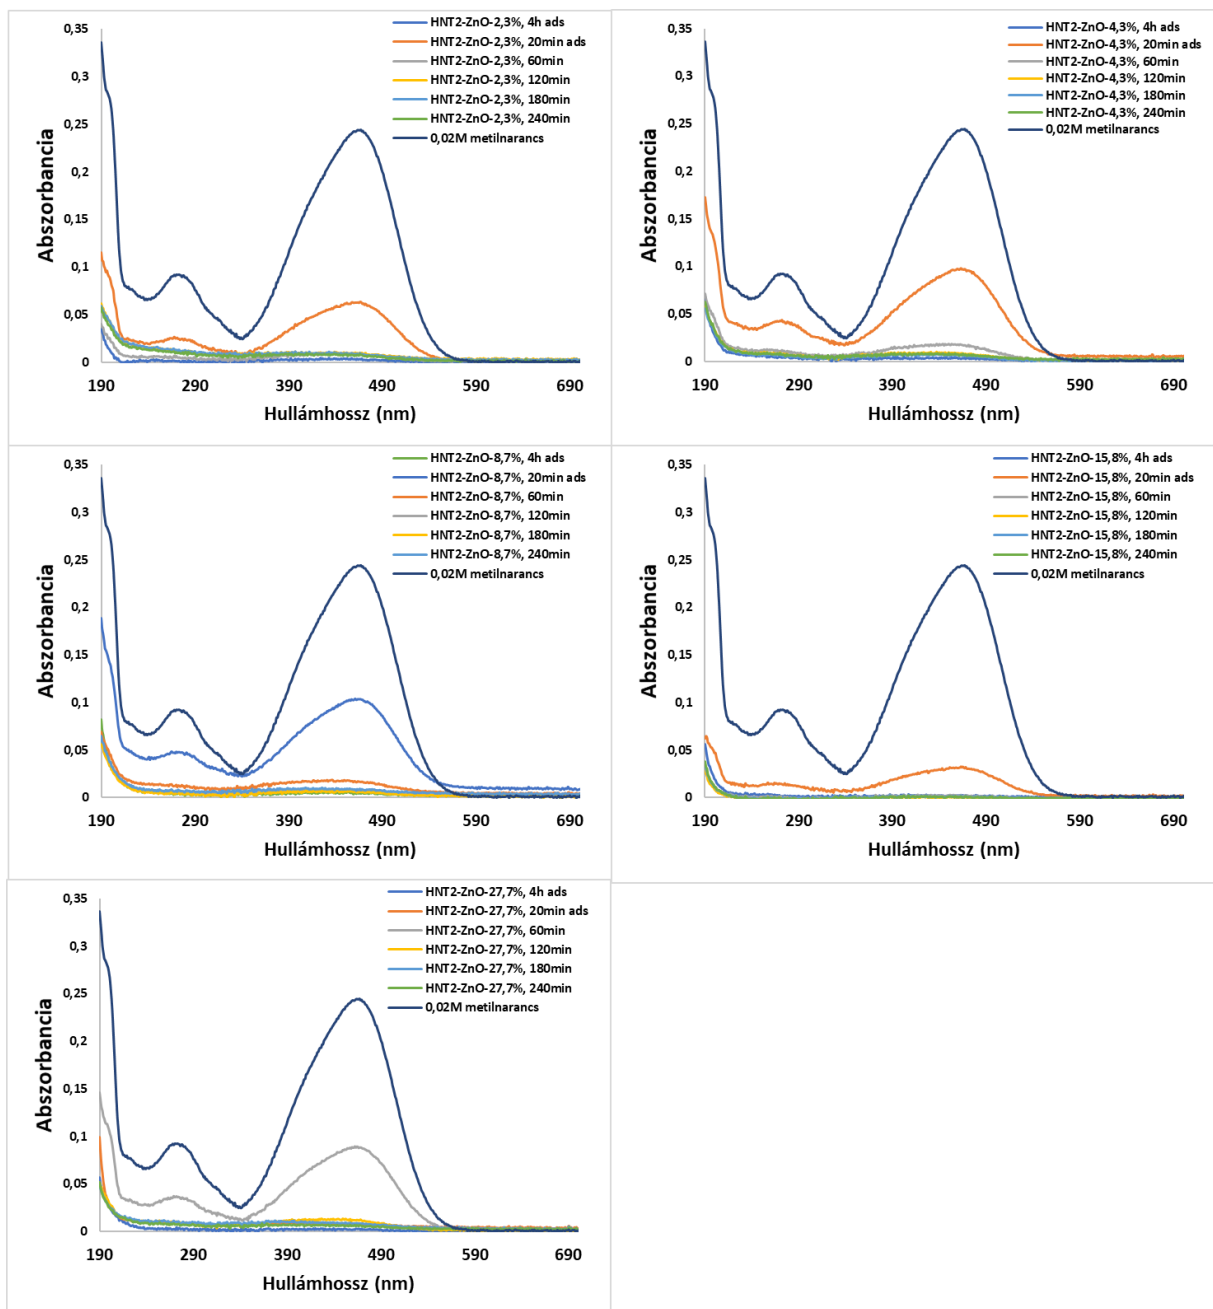 0,35
0,3
0,25
0,2
0,15
0,1
0,05
0
190 290 390 490 590 690
Abszorbancia
Hullámhossz (nm)
HNT2-ZnO-2,3%, 4h ads
HNT2-ZnO-2,3%, 20min ads
HNT2-ZnO-2,3%, 60min
HNT2-ZnO-2,3%, 120min
HNT2-ZnO-2,3%, 180min
HNT2-ZnO-2,3%, 240min
0,02M metilnarancs
0,35
0,3
0,25
0,2
0,15
0,1
0,05
0
190 290 390 490 590 690
Abszorbancia
Hullámhossz (nm)
HNT2-ZnO-4,3%, 4h ads
HNT2-ZnO-4,3%, 20min ads
HNT2-ZnO-4,3%, 60min
HNT2-ZnO-4,3%, 120min
HNT2-ZnO-4,3%, 180min
HNT2-ZnO-4,3%, 240min
0,02M metilnarancs
0,35
0,3
0,25
0,2
0,15
0,1
0,05
0
190 290 390 490 590 690
Abszorbancia
Hullámhossz (nm)
HNT2-ZnO-8,7%, 4h ads
HNT2-ZnO-8,7%, 20min ads
HNT2-ZnO-8,7%, 60min
HNT2-ZnO-8,7%, 120min
HNT2-ZnO-8,7%, 180min
HNT2-ZnO-8,7%, 240min
0,02M metilnarancs
0,35
0,3
0,25
0,2
0,15
0,1
0,05
0
190 290 390 490 590 690
Abszorbancia
Hullámhossz (nm)
HNT2-ZnO-15,8%, 4h ads
HNT2-ZnO-15,8%, 20min ads
HNT2-ZnO-15,8%, 60min
HNT2-ZnO-15,8%, 120min
HNT2-ZnO-15,8%, 180min
HNT2-ZnO-15,8%, 240min
0,02M metilnarancs
0,35
0,3
0,25
0,2
0,15
0,1
0,05
0
190 290 390 490 590 690
Abszorbancia
Hullámhossz (nm)
HNT2-ZnO-27,7%, 4h ads
HNT2-ZnO-27,7%, 20min ads
HNT2-ZnO-27,7%, 60min
HNT2-ZnO-27,7%, 120min
HNT2-ZnO-27,7%, 180min
HNT2-ZnO-27,7%, 240min
0,02M metilnarancs